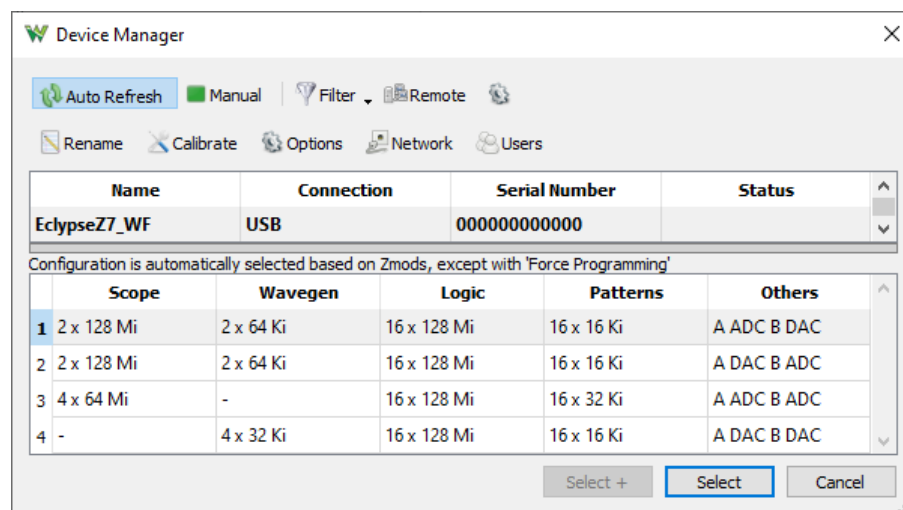 Device Manager
Auto Refresh Manual Filter Remote
Rename Calibrate Options Network Users
Name Connection Serial Number Status
EclypseZ7_WF USB 000000000000
Configuration is automatically selected based on Zmods, except with 'Force Programming'
Scope Wavegen Logic Patterns Others
1 2 x 128 Mi 2 x 64 Ki 16 x 128 Mi 16 x 16 Ki A ADC B DAC
2 2 x 128 Mi 2 x 64 Ki 16 x 128 Mi 16 x 16 Ki A DAC B ADC
3 4 x 64 Mi - 16 x 128 Mi 16 x 32 Ki A ADC B ADC
4 - 4 x 32 Ki 16 x 128 Mi 16 x 16 Ki A DAC B DAC
Select + Select Cancel